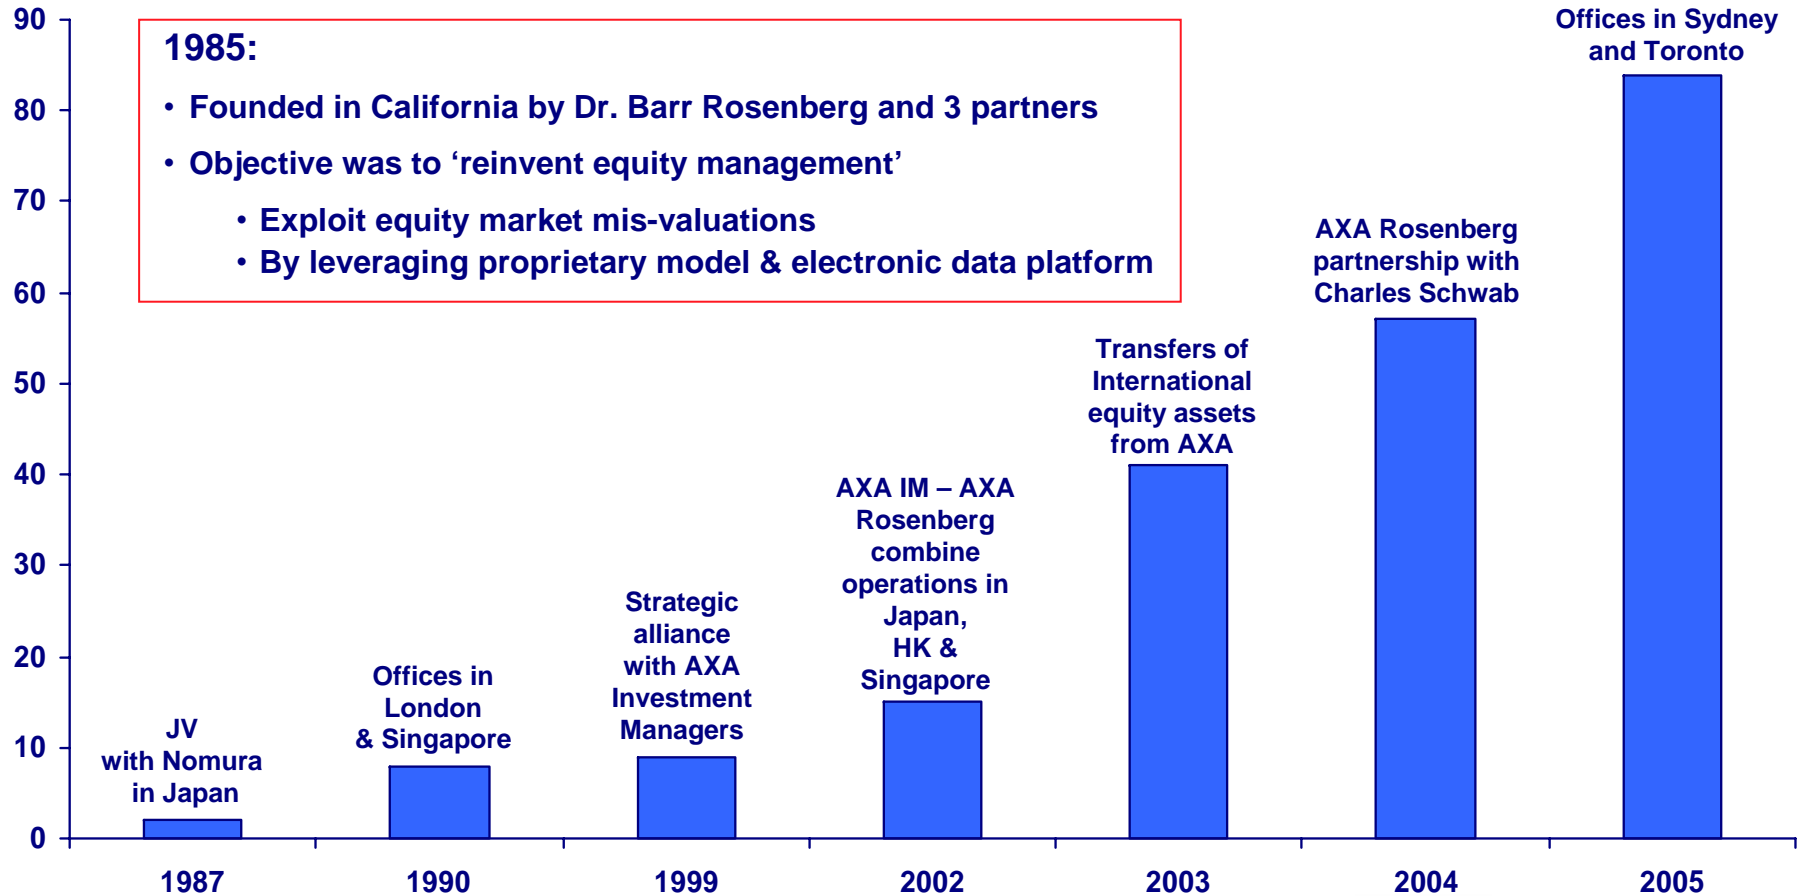 90
80
70
60
50
40
30
20
10
0
1985:
• Founded in California by Dr. Barr Rosenberg and 3 partners
• Objective was to ‘reinvent equity management’
• Exploit equity market mis-valuations
• By leveraging proprietary model & electronic data platform
JV
with Nomura
in Japan
Offices in
London
& Singapore
Strategic
alliance
with AXA
Investment
Managers
AXA IM – AXA
Rosenberg
combine
operations in
Japan,
HK &
Singapore
Transfers of
International
equity assets
from AXA
AXA Rosenberg
partnership with
Charles Schwab
Offices in Sydney
and Toronto
1987
1990
1999
2002
2003
2004
2005